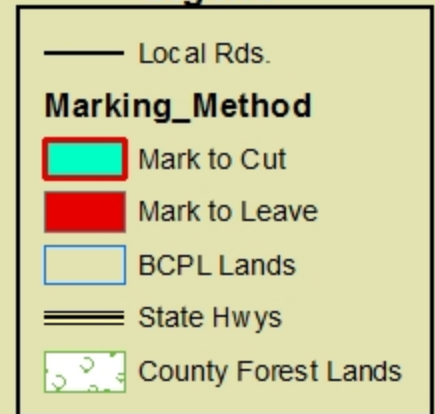 Local Rds.
Marking_Method
Mark to Cut
Mark to Leave
BCPL Lands
State Hwys
County Forest Lands